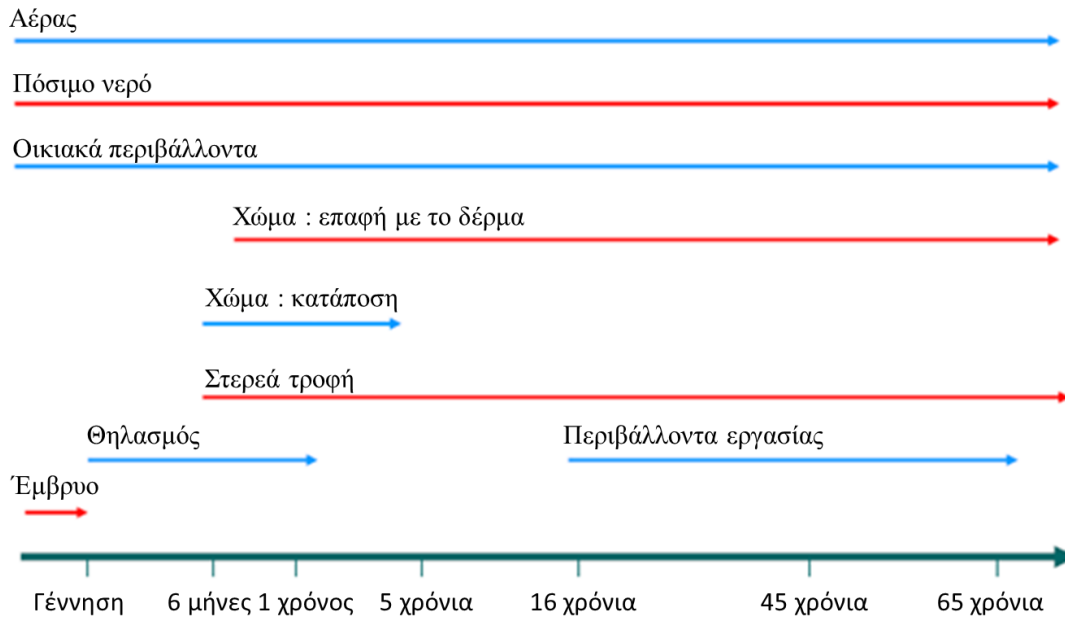 Αέρας
Πόσιμο νερό
Οικιακά περιβάλλοντα
Χώμα : επαφή με το δέρμα
Χώμα : κατάποση
Στερεά τροφή
Θηλασμός
Περιβάλλοντα εργασίας
Έμβρυο
Γέννηση
6 μήνες
1 χρόνος
5 χρόνια
16 χρόνια
45 χρόνια
65 χρόνια